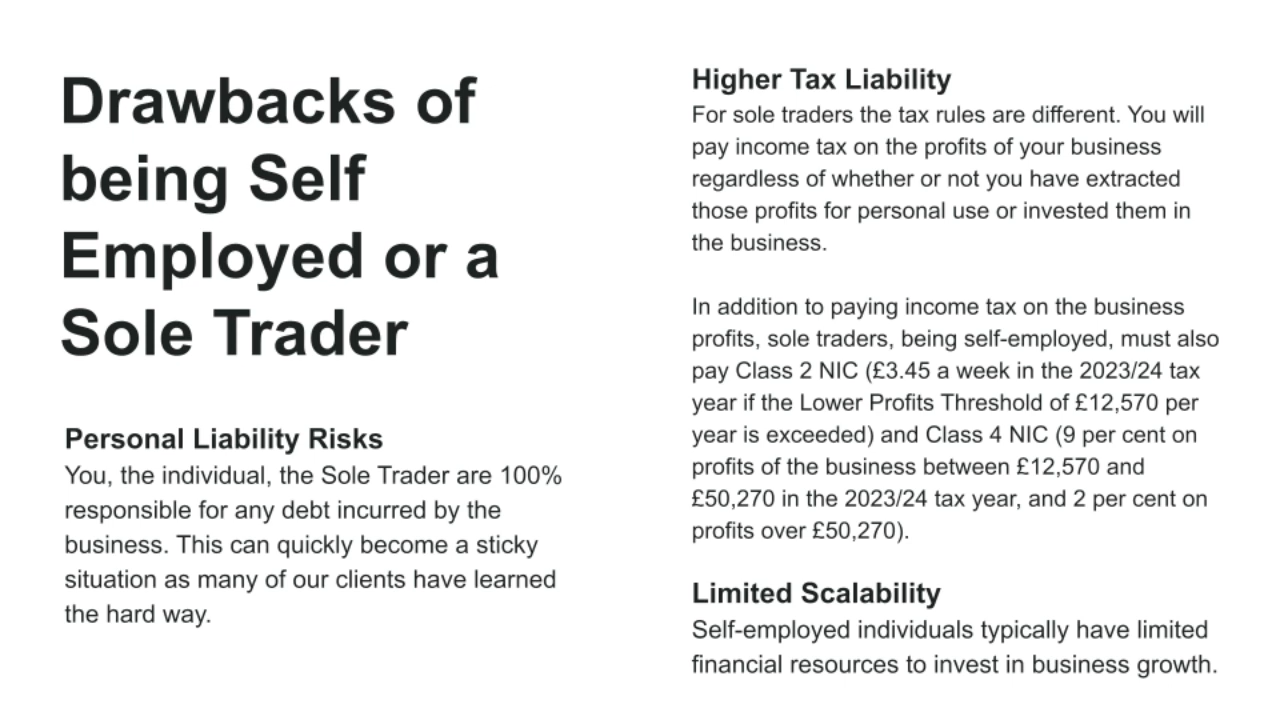 Drawbacks of
being Self
Employed or a
Sole Trader
Personal Liability Risks
You, the individual, the Sole Trader are 100%
responsible for any debt incurred by the
business. This can quickly become a sticky
situation as many of our clients have learned
the hard way.
Higher Tax Liability
For sole traders the tax rules are different. You will
pay income tax on the profits of your business
regardless of whether or not you have extracted
those profits for personal use or invested them in
the business.
In addition to paying income tax on the business
profits, sole traders, being self-employed, must also
pay Class 2 NIC (£3.45 a week in the 2023/24 tax
year if the Lower Profits Threshold of £12,570 per
year is exceeded) and Class 4 NIC (9 per cent on
profits of the business between £12,570 and
£50,270 in the 2023/24 tax year, and 2 per cent on
profits over £50,270).
Limited Scalability
Self-employed individuals typically have limited
financial resources to invest in business growth.